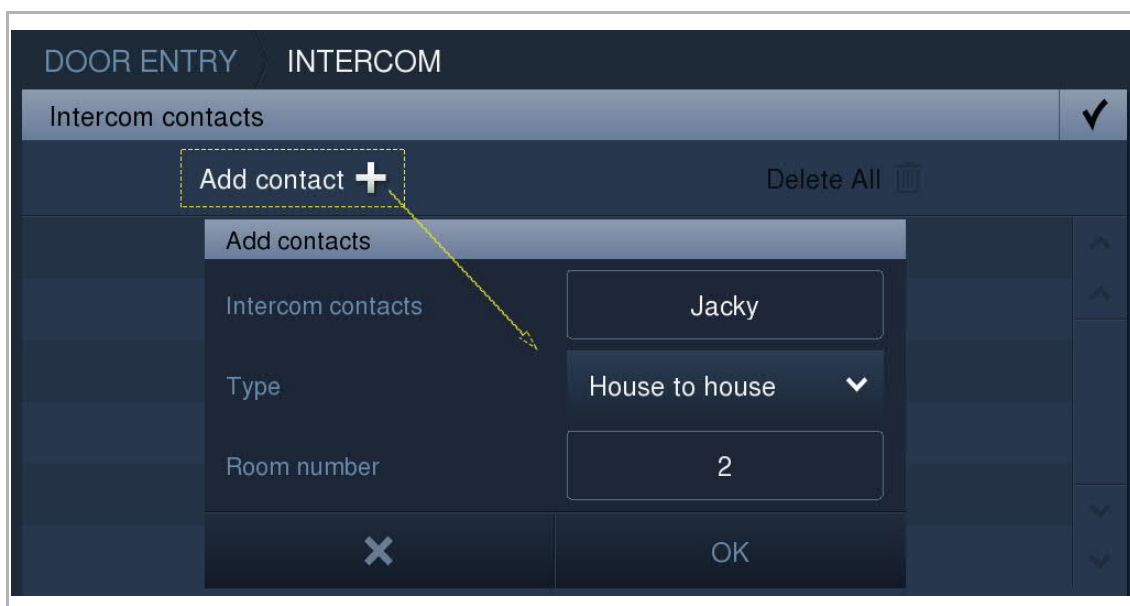 DOOR ENTRY INTERCOM
Intercom contacts
Add contact Delete All
Add contacts
Intercom contacts Jacky
Type House to house
Room number 2
OK